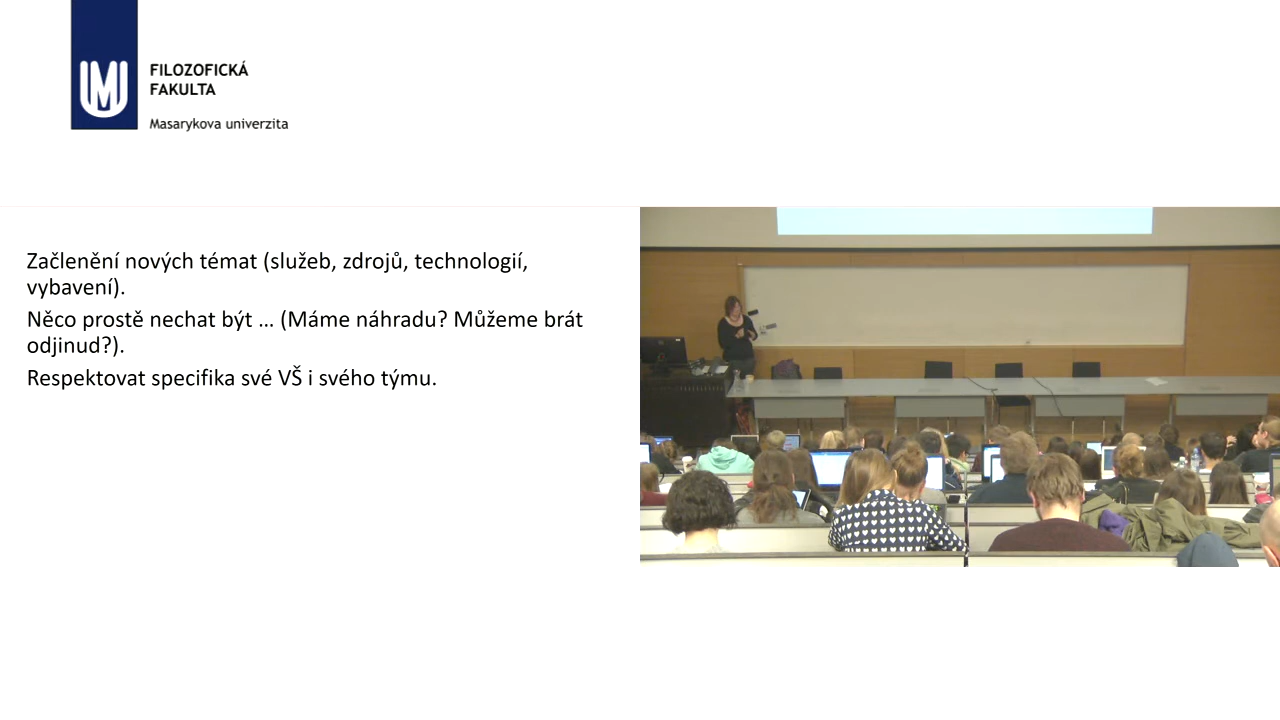 FILOZOFICKÁ
FAKULTA
Masarykova univerzita
Začlenění nových témat (služeb, zdrojů, technologií,
vybavení).
Něco prostě nechat být … (Máme náhradu? Můžeme brát
odjinud?).
Respektovat specifika své VŠ i svého týmu.